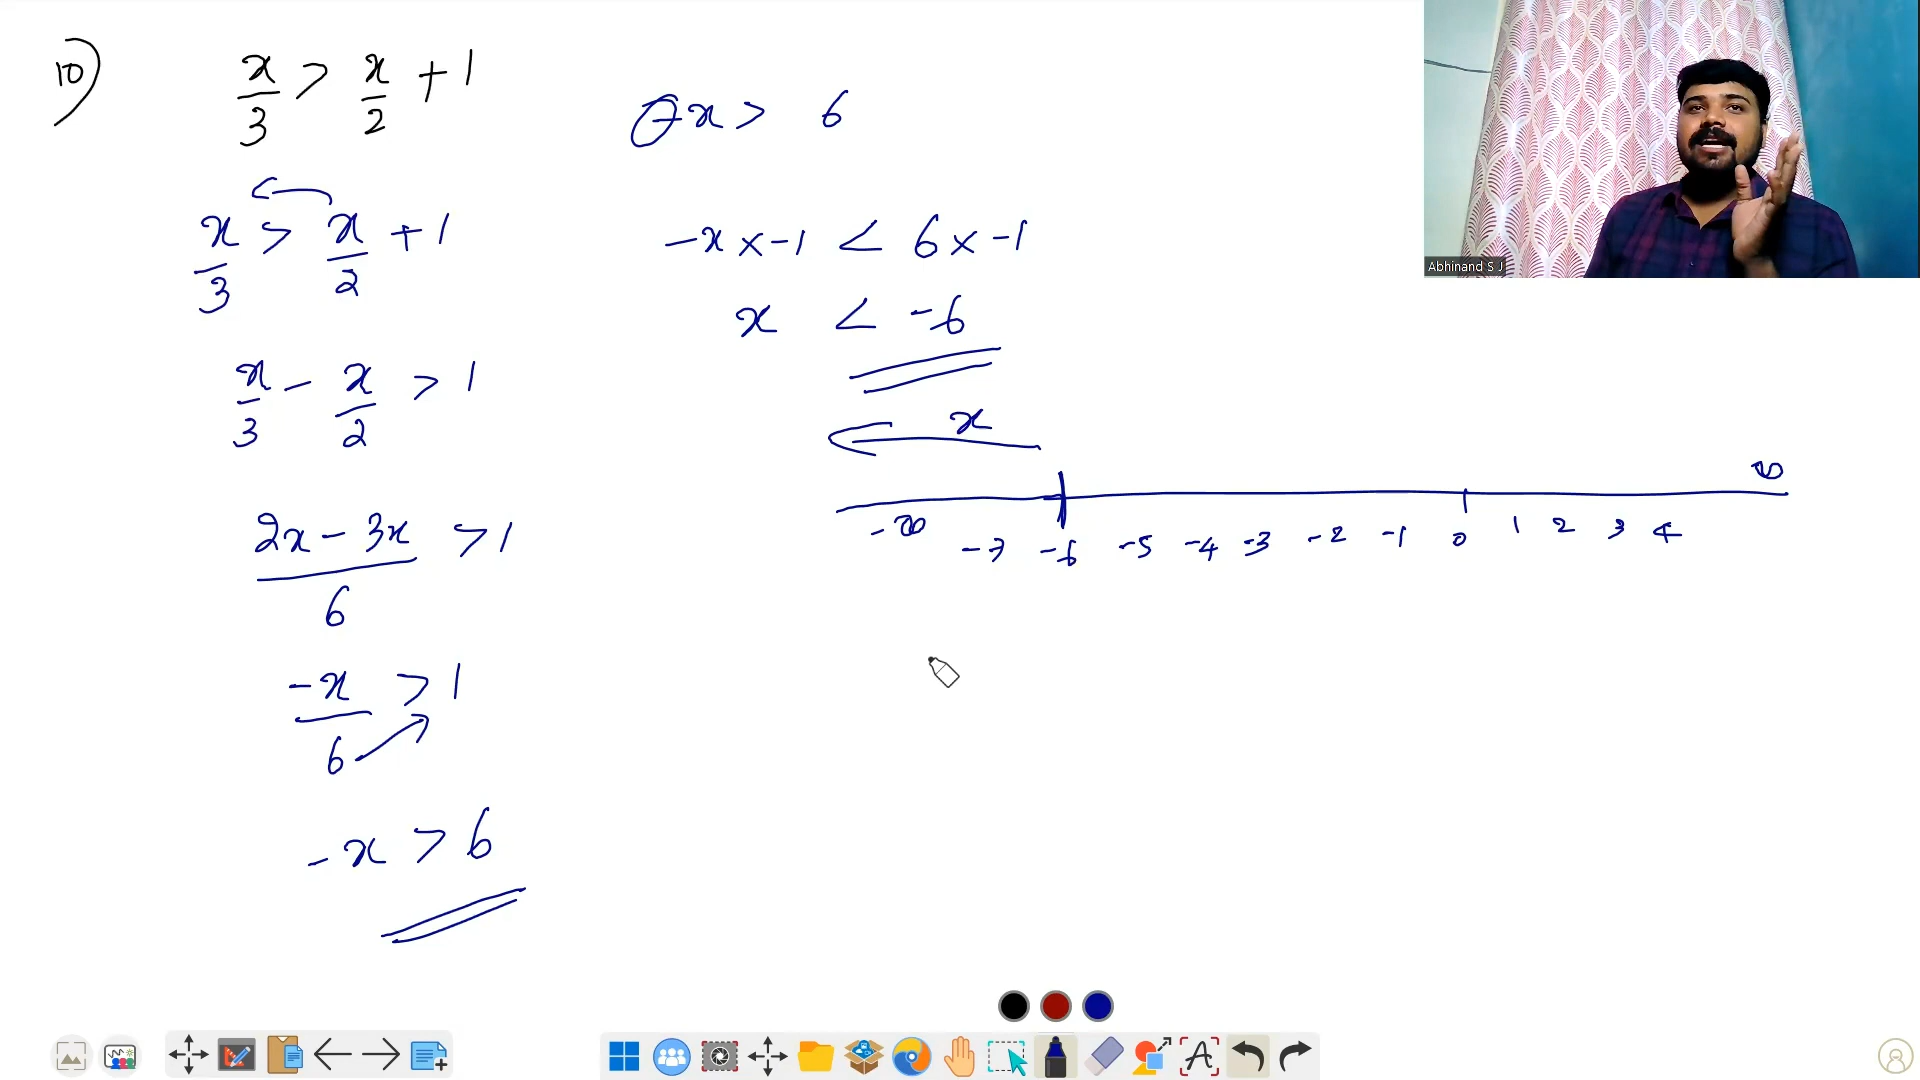 10)
x/3 > x/2 + 1
x/3 > x/2 + 1
x/3 - x/2 > 1
(2x - 3x)/6 > 1
-x/6 > 1
-x > 6
-x > 6
-x × -1 < 6 × -1
x < -6
x
-∞ -7 -6 -5 -4 -3 -2 -1 0 1 2 3 4 ∞
Abhinand S J